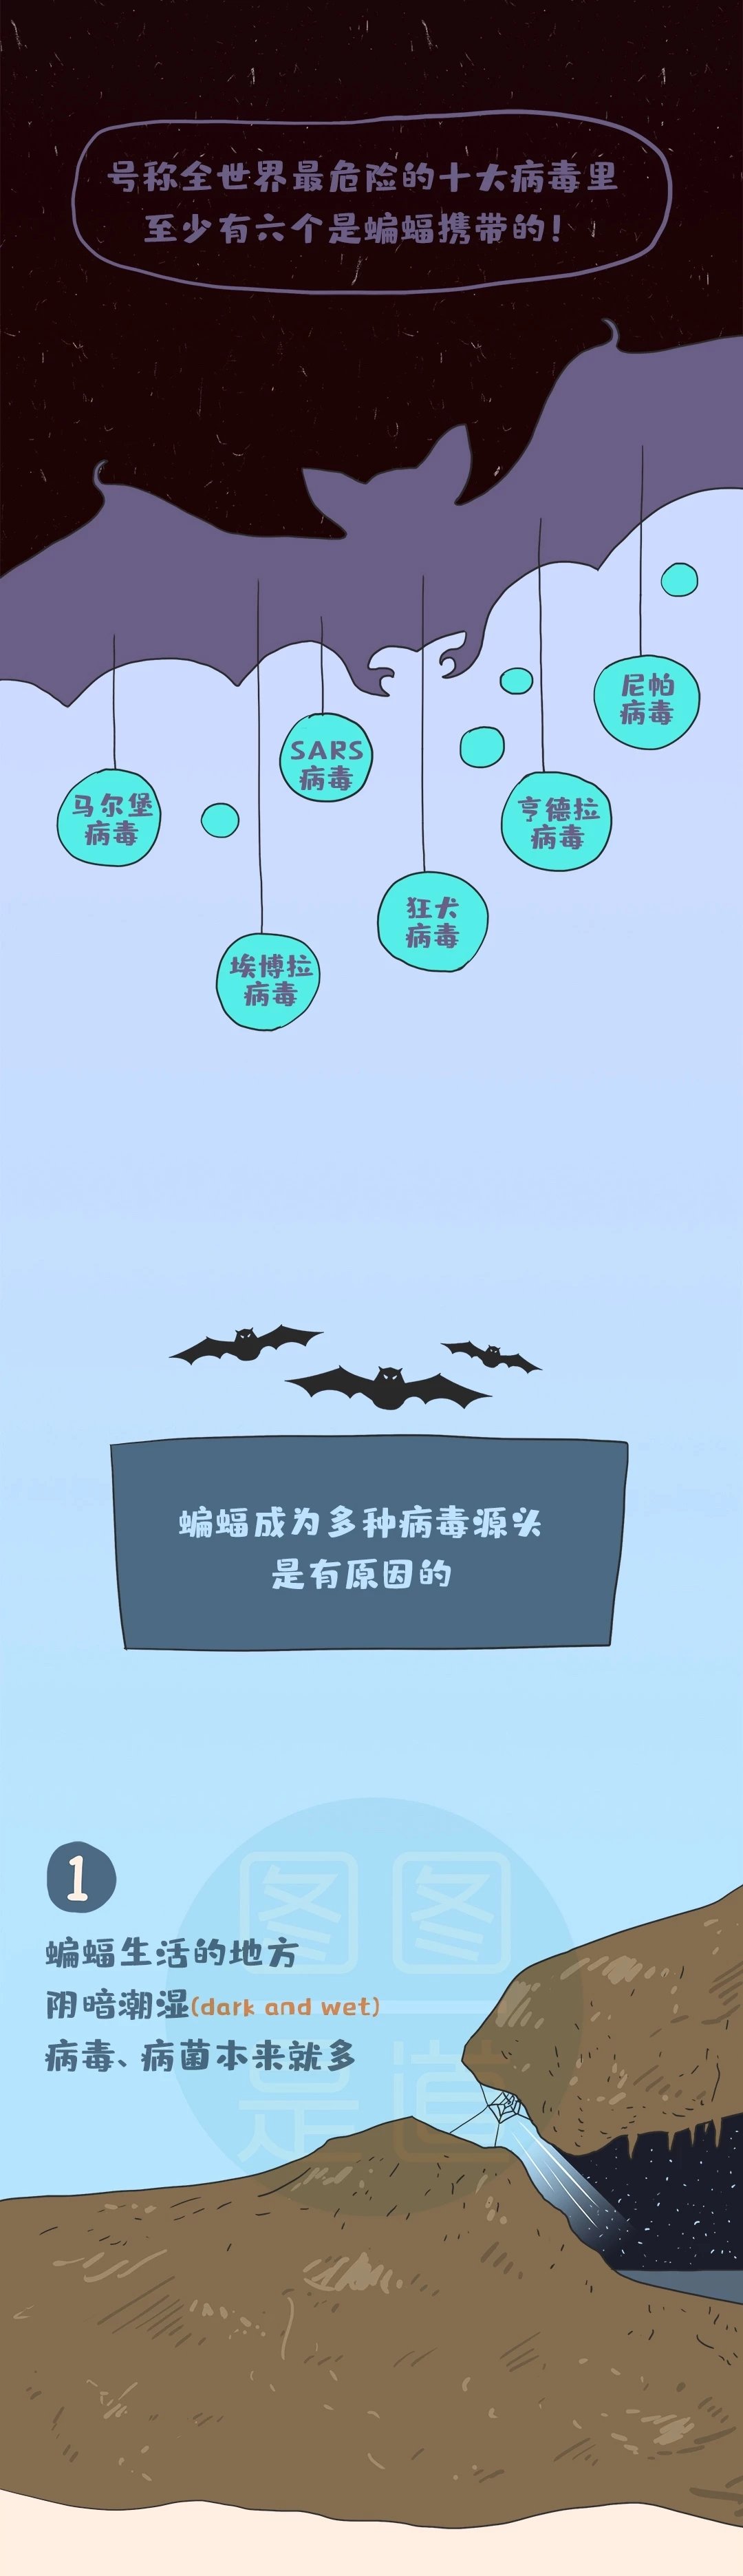 号称全世界最危险的十大病毒里
至少有六个是蝙蝠携带的！
尼帕
病毒
SARS
病毒
马尔堡
病毒
亨德拉
病毒
狂犬
病毒
埃博拉
病毒
蝙蝠成为多种病毒源头
是有原因的
1
蝙蝠生活的地方
阴暗潮湿(dark and wet)
病毒、病菌本来就多
图图
是道